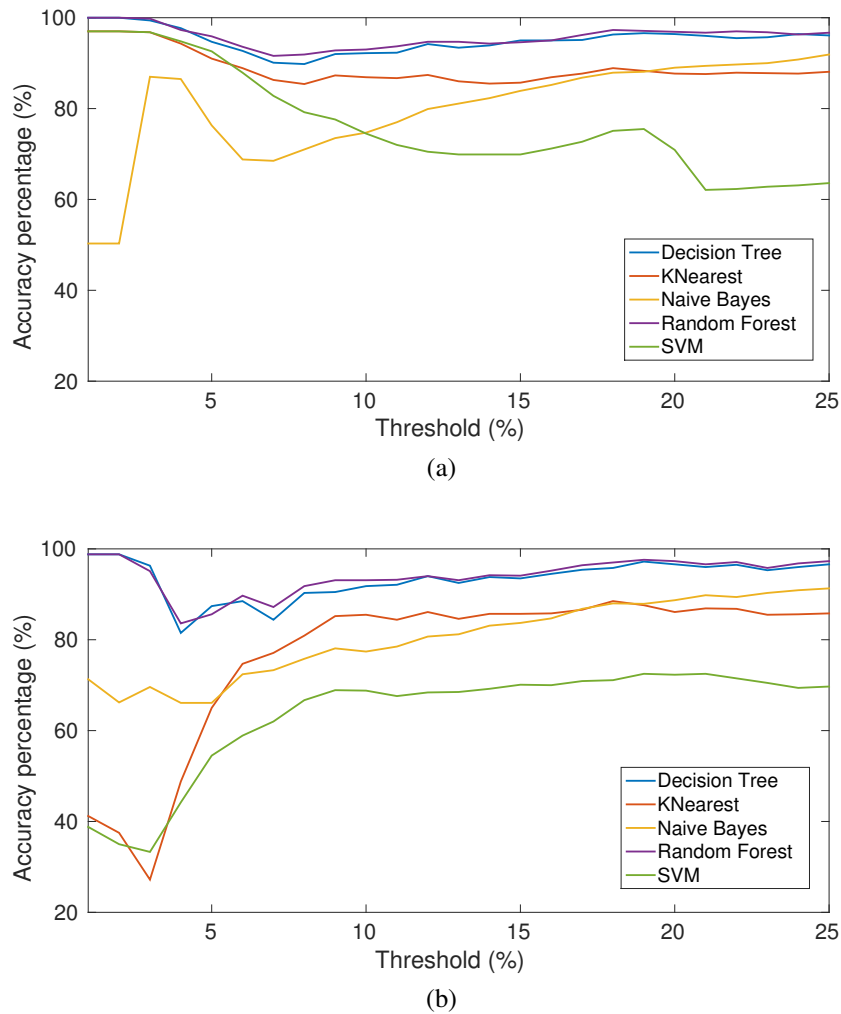 100
80
60
40
20
Accuracy percentage (%)
Decision Tree
KNearest
Naive Bayes
Random Forest
SVM
5
10
15
20
25
Threshold (%)
(a)
100
80
60
40
20
Accuracy percentage (%)
Decision Tree
KNearest
Naive Bayes
Random Forest
SVM
5
10
15
20
25
Threshold (%)
(b)